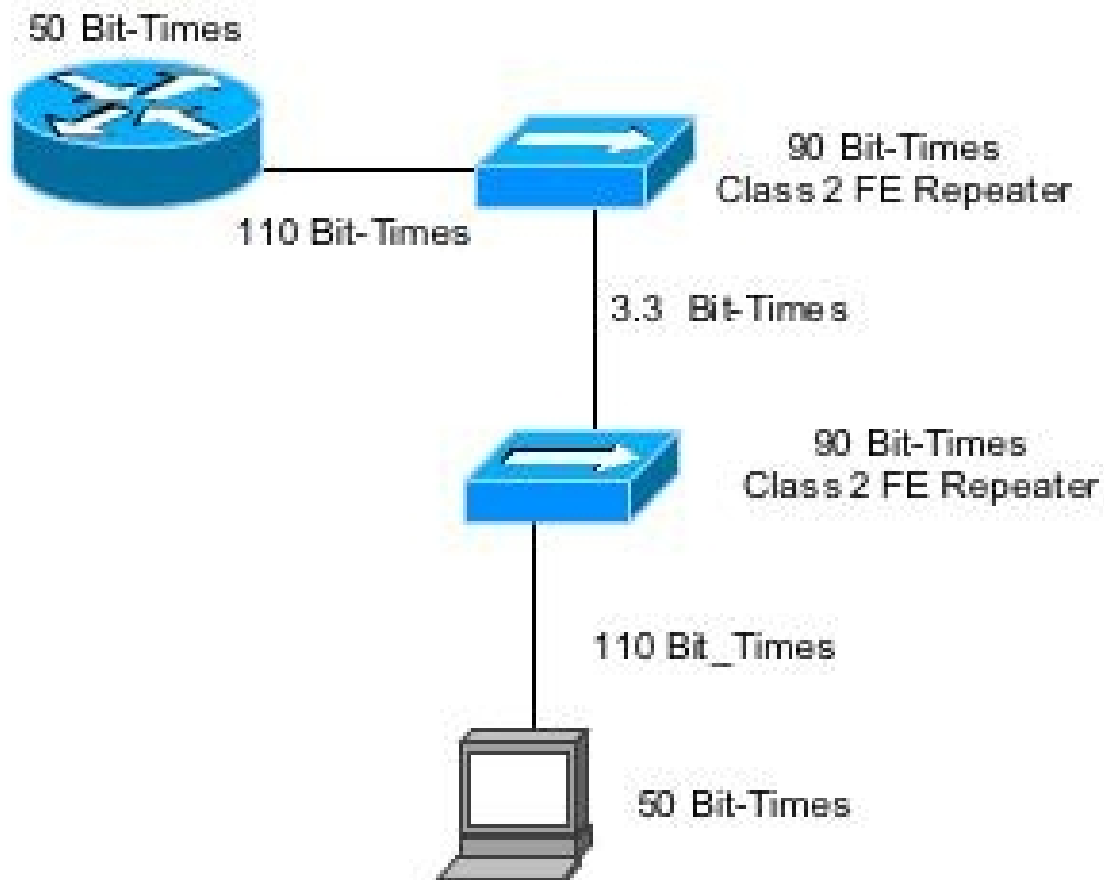 50 Bit-Times
90 Bit-Times
Class 2 FE Repeater
110 Bit-Times
3.3 Bit-Times
90 Bit-Times
Class 2 FE Repeater
110 Bit_Times
50 Bit-Times